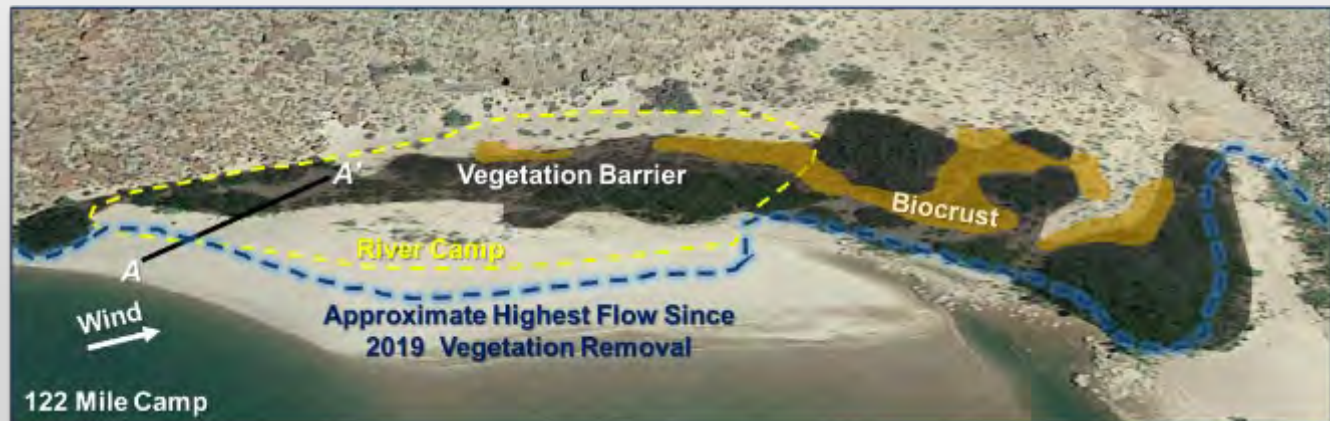 Vegetation Barrier
A'
Biocrust
River Camp
A
Wind
Approximate Highest Flow Since
2019 Vegetation Removal
122 Mile Camp